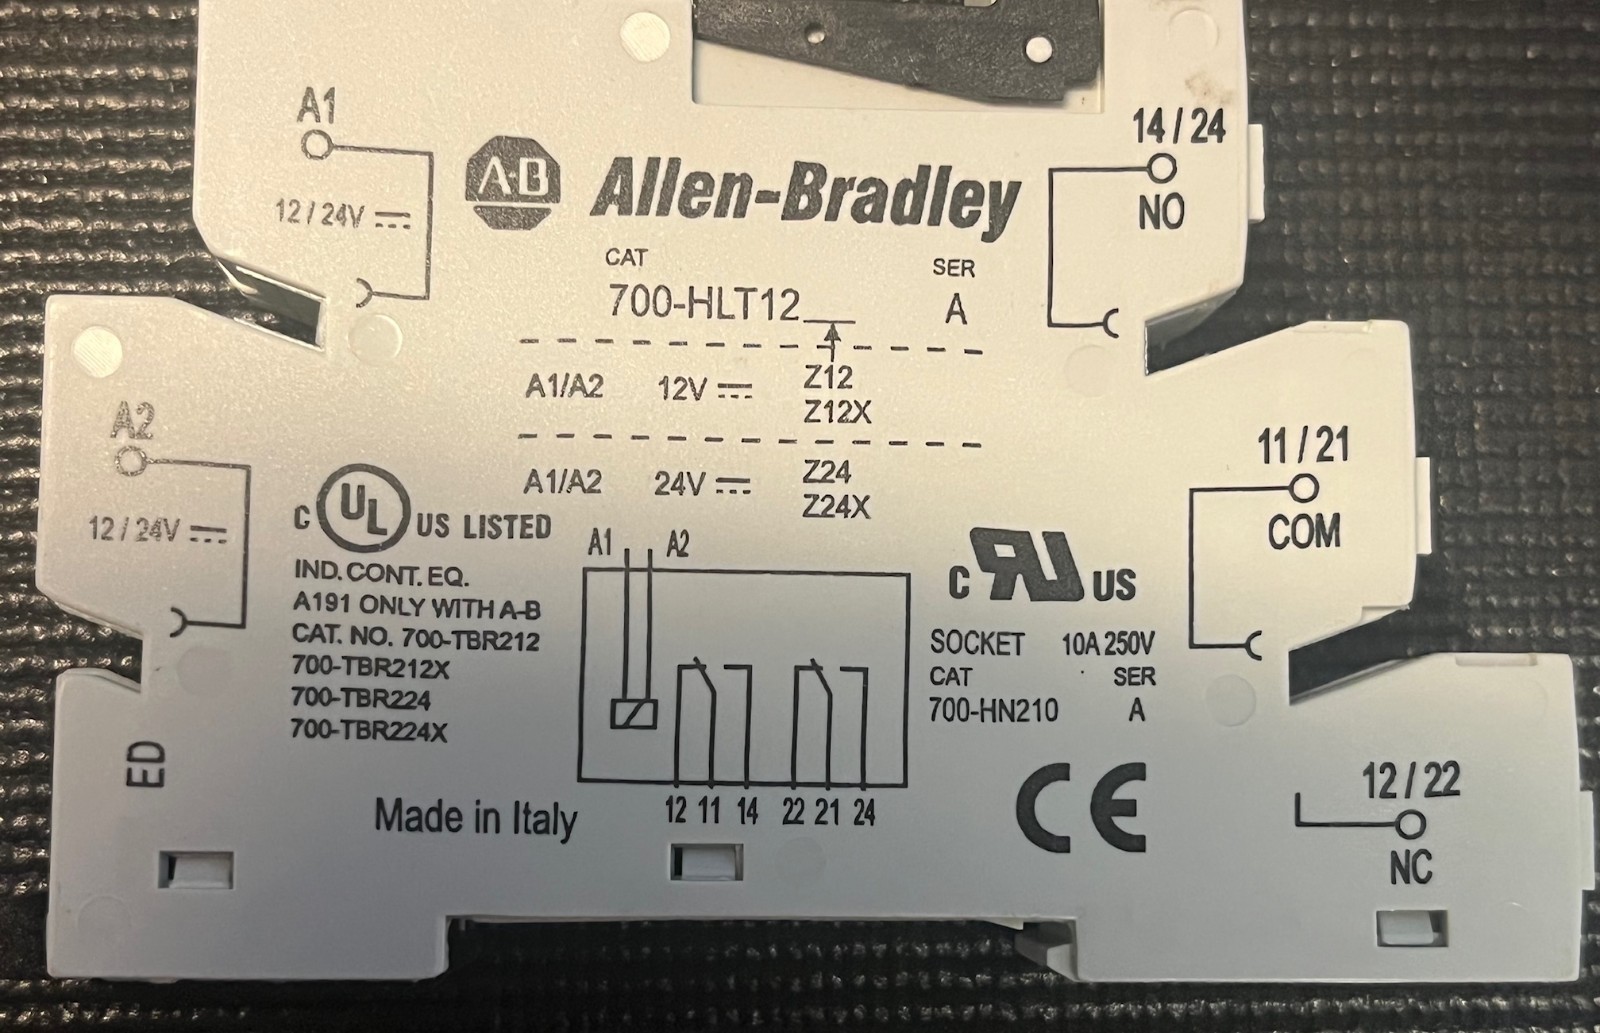 A1
12 / 24V
A-B Allen-Bradley
CAT SER
700-HLT12__ A
A1/A2 12V Z12
Z12X
A1/A2 24V Z24
Z24X
14 / 24
NO
A2
12 / 24V
C UL US LISTED
IND. CONT. EQ.
A191 ONLY WITH A-B
CAT. NO. 700-TBR212
700-TBR212X
700-TBR224
700-TBR224X
A1 A2
12 11 14 22 21 24
C RU US
SOCKET 10A 250V
CAT SER
700-HN210 A
11 / 21
COM
ED
Made in Italy
CE
12 / 22
NC